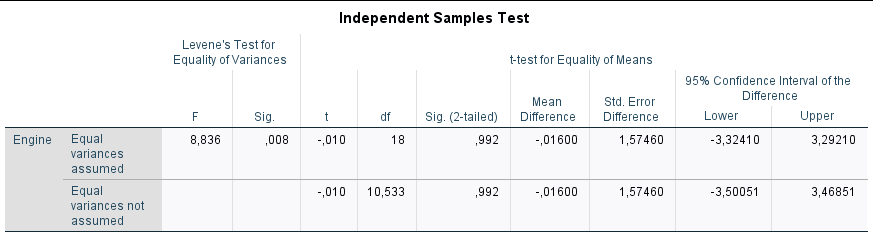 Independent Samples Test
Levene's Test for
Equality of Variances
t-test for Equality of Means
F
Sig.
t
df
Sig. (2-tailed)
Mean
Difference
Std. Error
Difference
95% Confidence Interval of the
Difference
Lower
Upper
Engine
Equal
variances
assumed
8,836
,008
-,010
18
,992
-,01600
1,57460
-3,32410
3,29210
Equal
variances not
assumed
-,010
10,533
,992
-,01600
1,57460
-3,50051
3,46851